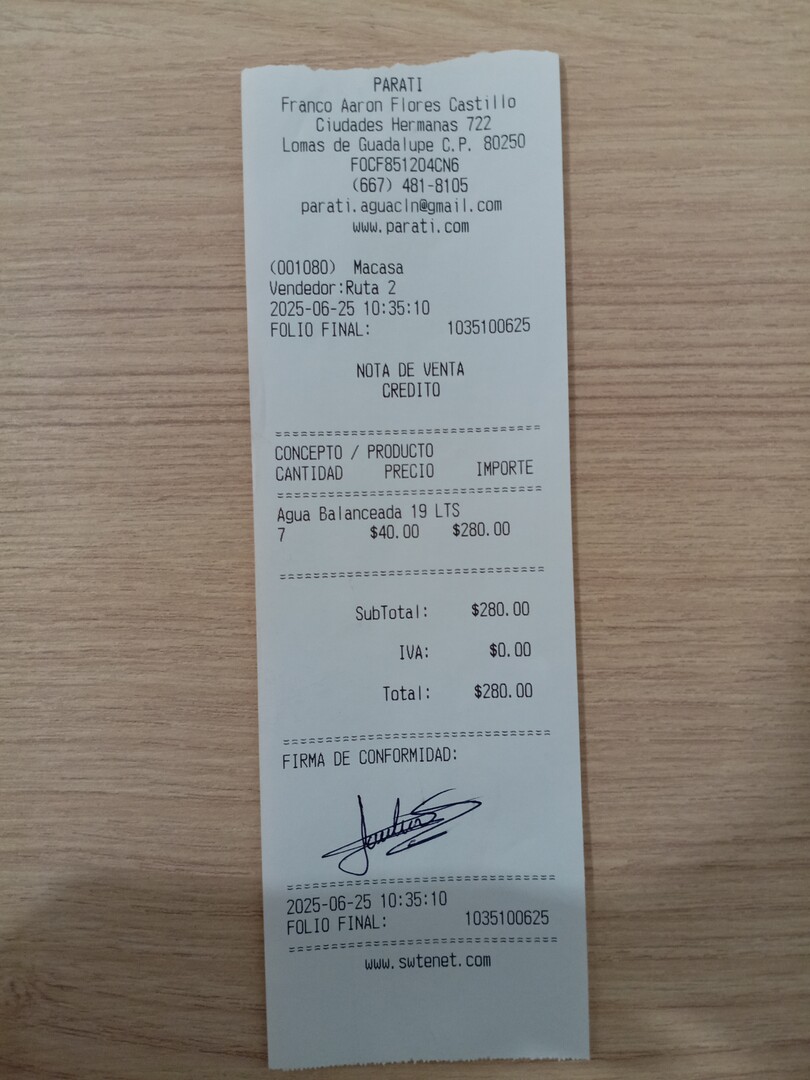 PARATI
Franco Aaron Flores Castillo
Ciudades Hermanas 722
Lomas de Guadalupe C.P. 80250
FOCF851204CN6
(667) 481-8105
parati.aguacln@gmail.com
www.parati.com
(001080) Macasa
Vendedor:Ruta 2
2025-06-25 10:35:10
FOLIO FINAL: 1035100625
NOTA DE VENTA
CREDITO
================================
CONCEPTO / PRODUCTO
CANTIDAD PRECIO IMPORTE
================================
Agua Balanceada 19 LTS
7 $40.00 $280.00
================================
SubTotal: $280.00
IVA: $0.00
Total: $280.00
================================
FIRMA DE CONFORMIDAD:
================================
2025-06-25 10:35:10
FOLIO FINAL: 1035100625
================================
www.swtenet.com